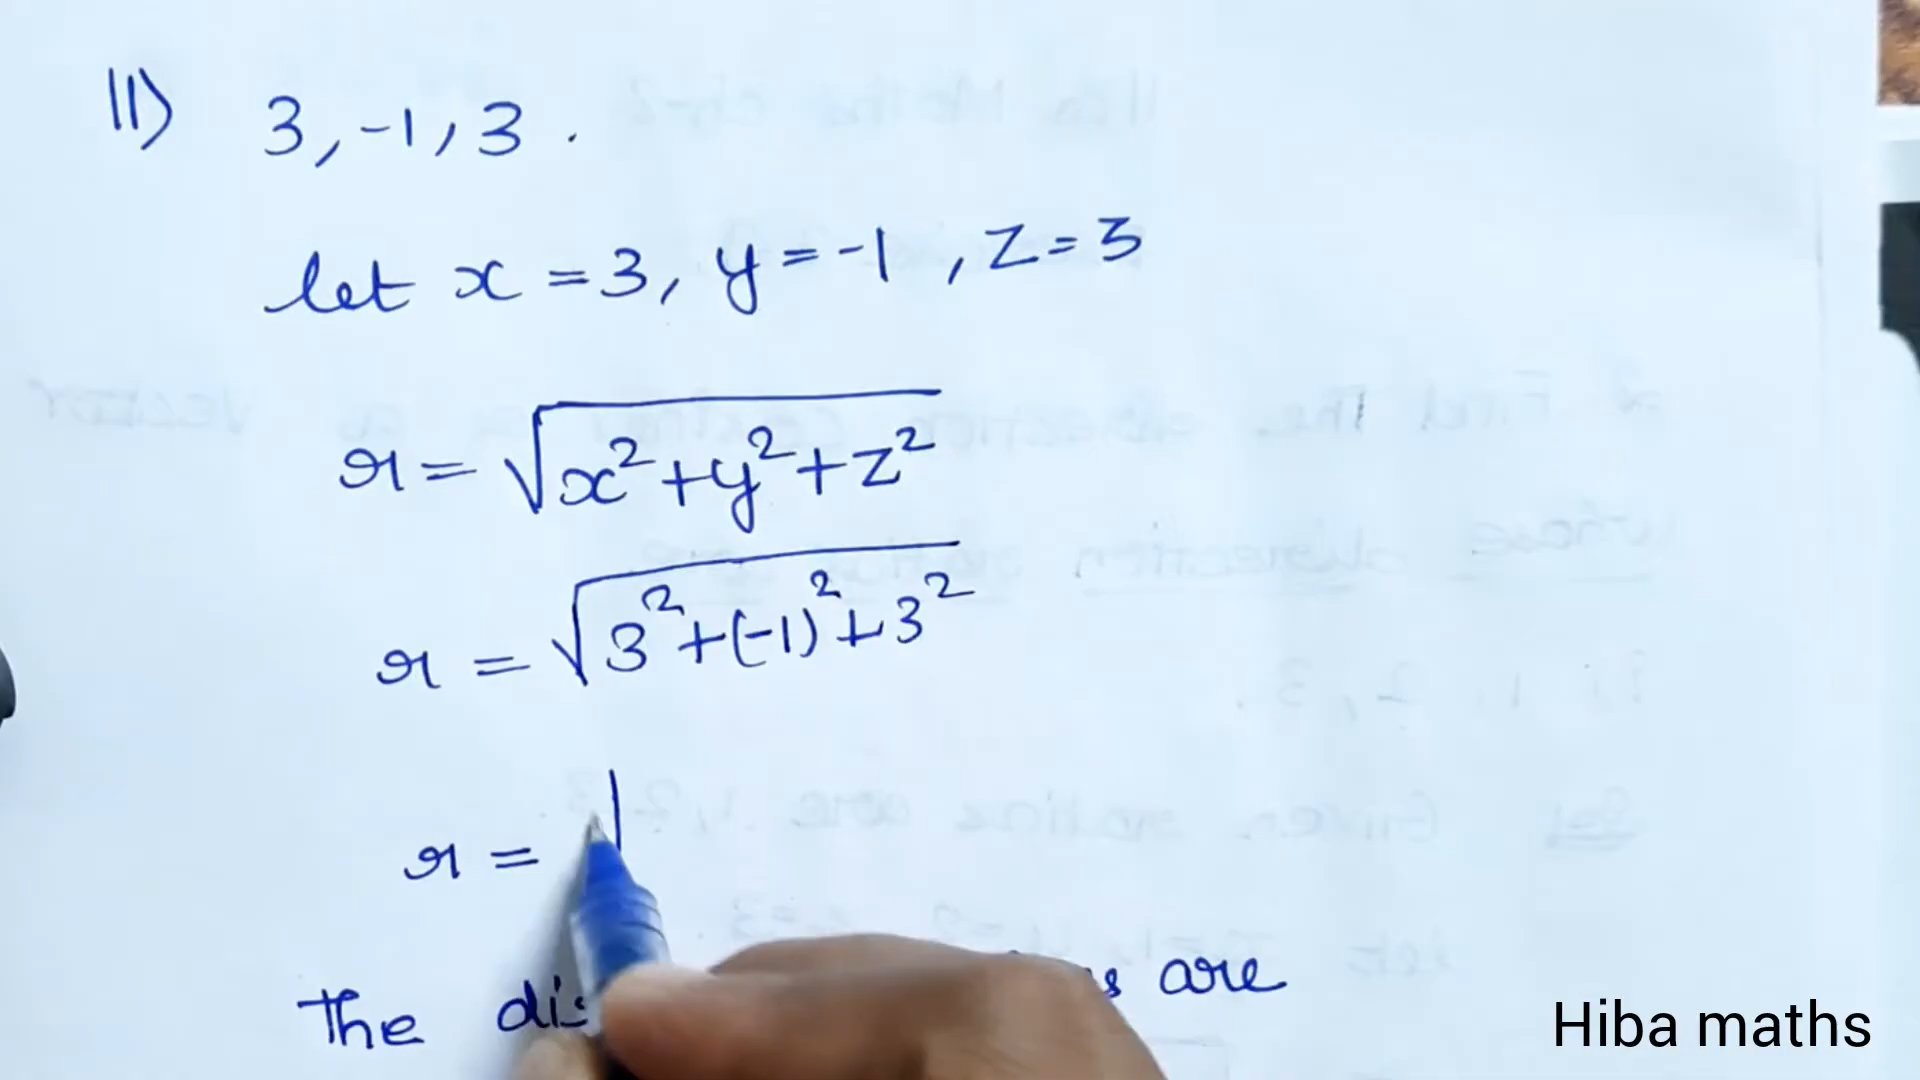 II) 3, -1, 3.
let x = 3, y = -1, z = 3
r = √x²+y²+z²
r = √3²+(-1)²+3²
r =
The are
Hiba maths